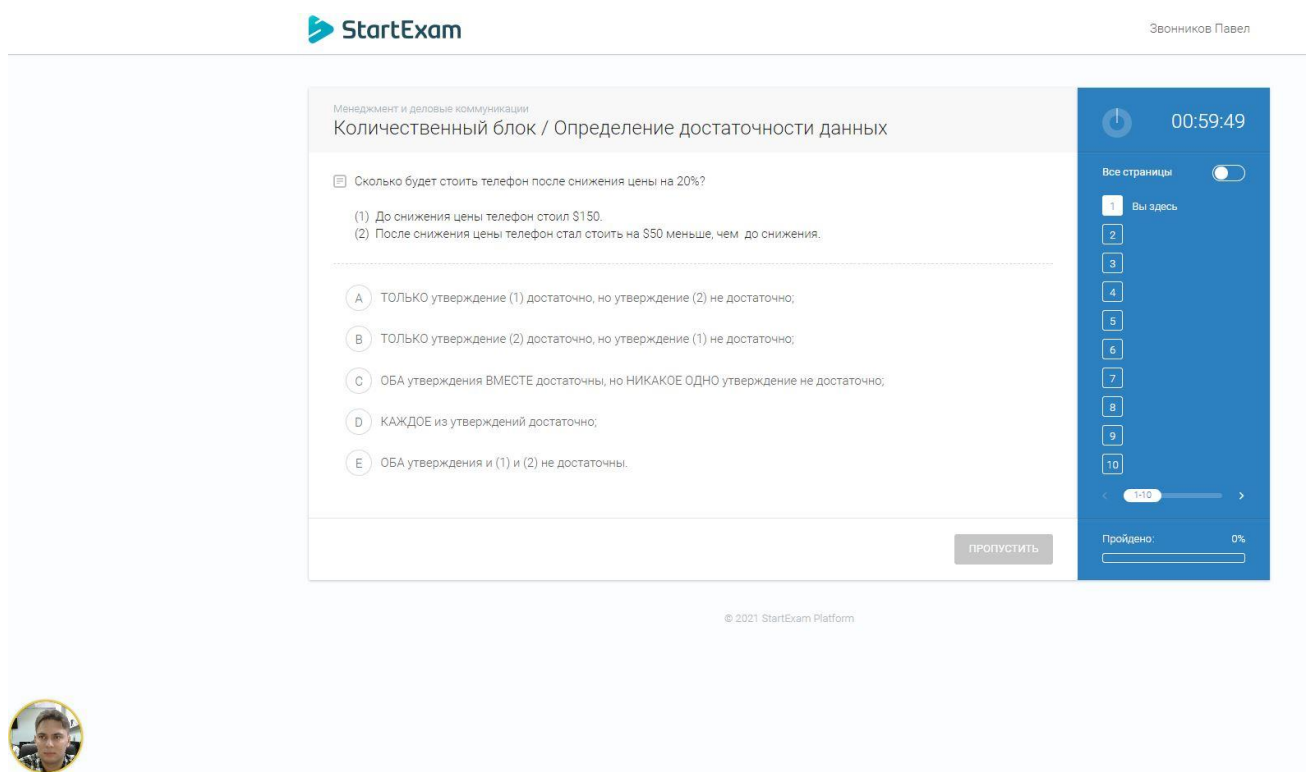 StartExam
Звонников Павел
Менеджмент и деловые коммуникации
Количественный блок / Определение достаточности данных
00:59:49
Сколько будет стоить телефон после снижения цены на 20%?
(1) До снижения цены телефон стоил $150.
(2) После снижения цены телефон стал стоить на $50 меньше, чем до снижения.
A ТОЛЬКО утверждение (1) достаточно, но утверждение (2) не достаточно;
B ТОЛЬКО утверждение (2) достаточно, но утверждение (1) не достаточно;
C ОБА утверждения ВМЕСТЕ достаточны, но НИКАКОЕ ОДНО утверждение не достаточно;
D КАЖДОЕ из утверждений достаточно;
E ОБА утверждения и (1) и (2) не достаточны.
ПРОПУСТИТЬ
Все страницы
1 Вы здесь
2
3
4
5
6
7
8
9
10
‹ 1-10 ›
Пройдено: 0%
© 2021 StartExam Platform